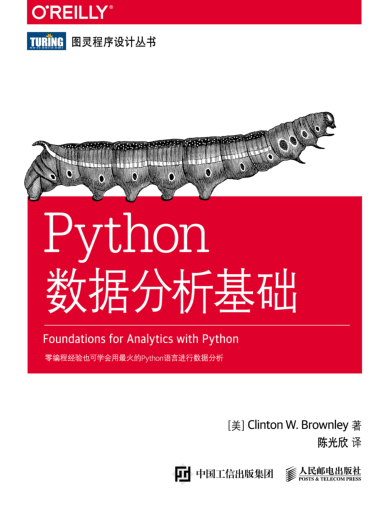 O'REILLY®
TURING 图灵程序设计丛书
Python
数据分析基础
Foundations for Analytics with Python
零编程经验也可学会用最火的Python语言进行数据分析
[美] Clinton W. Brownley 著
陈光欣 译
中国工信出版集团 人民邮电出版社
POSTS & TELECOM PRESS